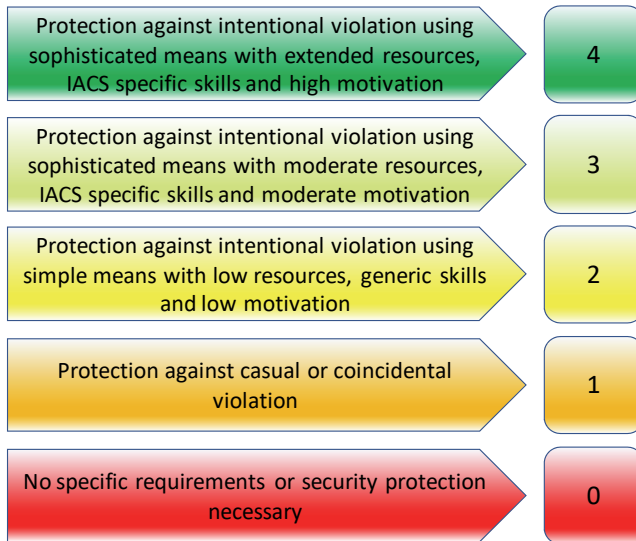 Protection against intentional violation using
sophisticated means with extended resources,
IACS specific skills and high motivation
4
Protection against intentional violation using
sophisticated means with moderate resources,
IACS specific skills and moderate motivation
3
Protection against intentional violation using
simple means with low resources, generic skills
and low motivation
2
Protection against casual or coincidental
violation
1
No specific requirements or security protection
necessary
0